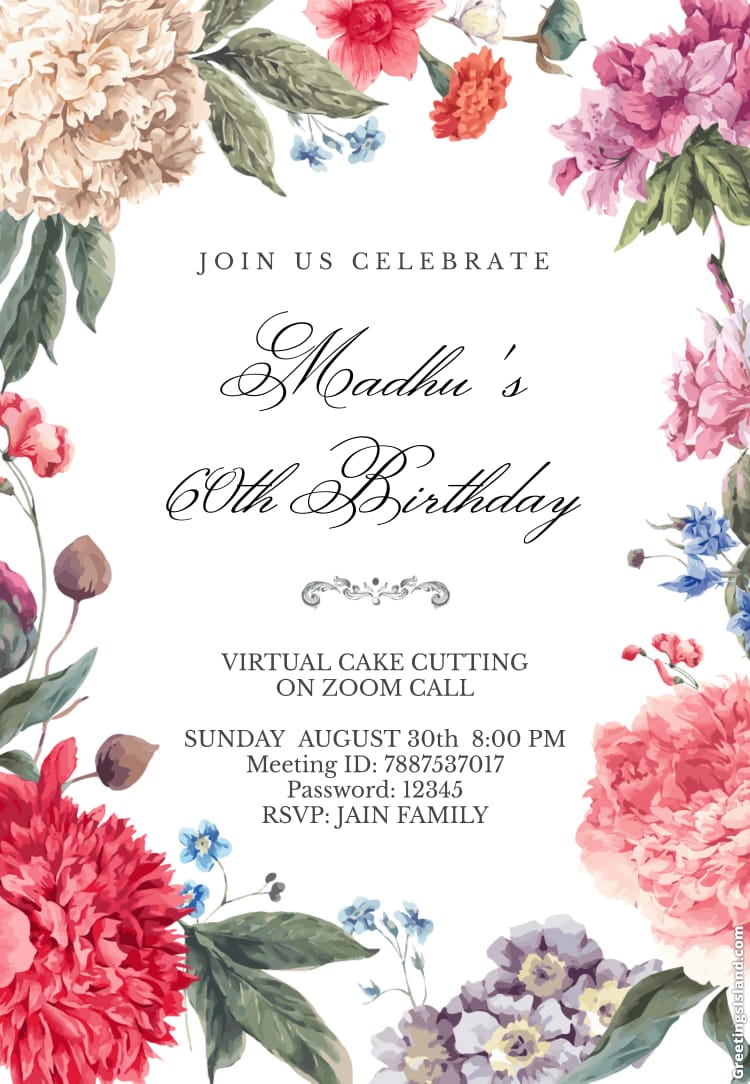 JOIN US CELEBRATE
Madhu 's
60th Birthday
VIRTUAL CAKE CUTTING
ON ZOOM CALL
SUNDAY  AUGUST 30th  8:00 PM
Meeting ID: 7887537017
Password: 12345
RSVP: JAIN FAMILY
GreetingsIsland.com